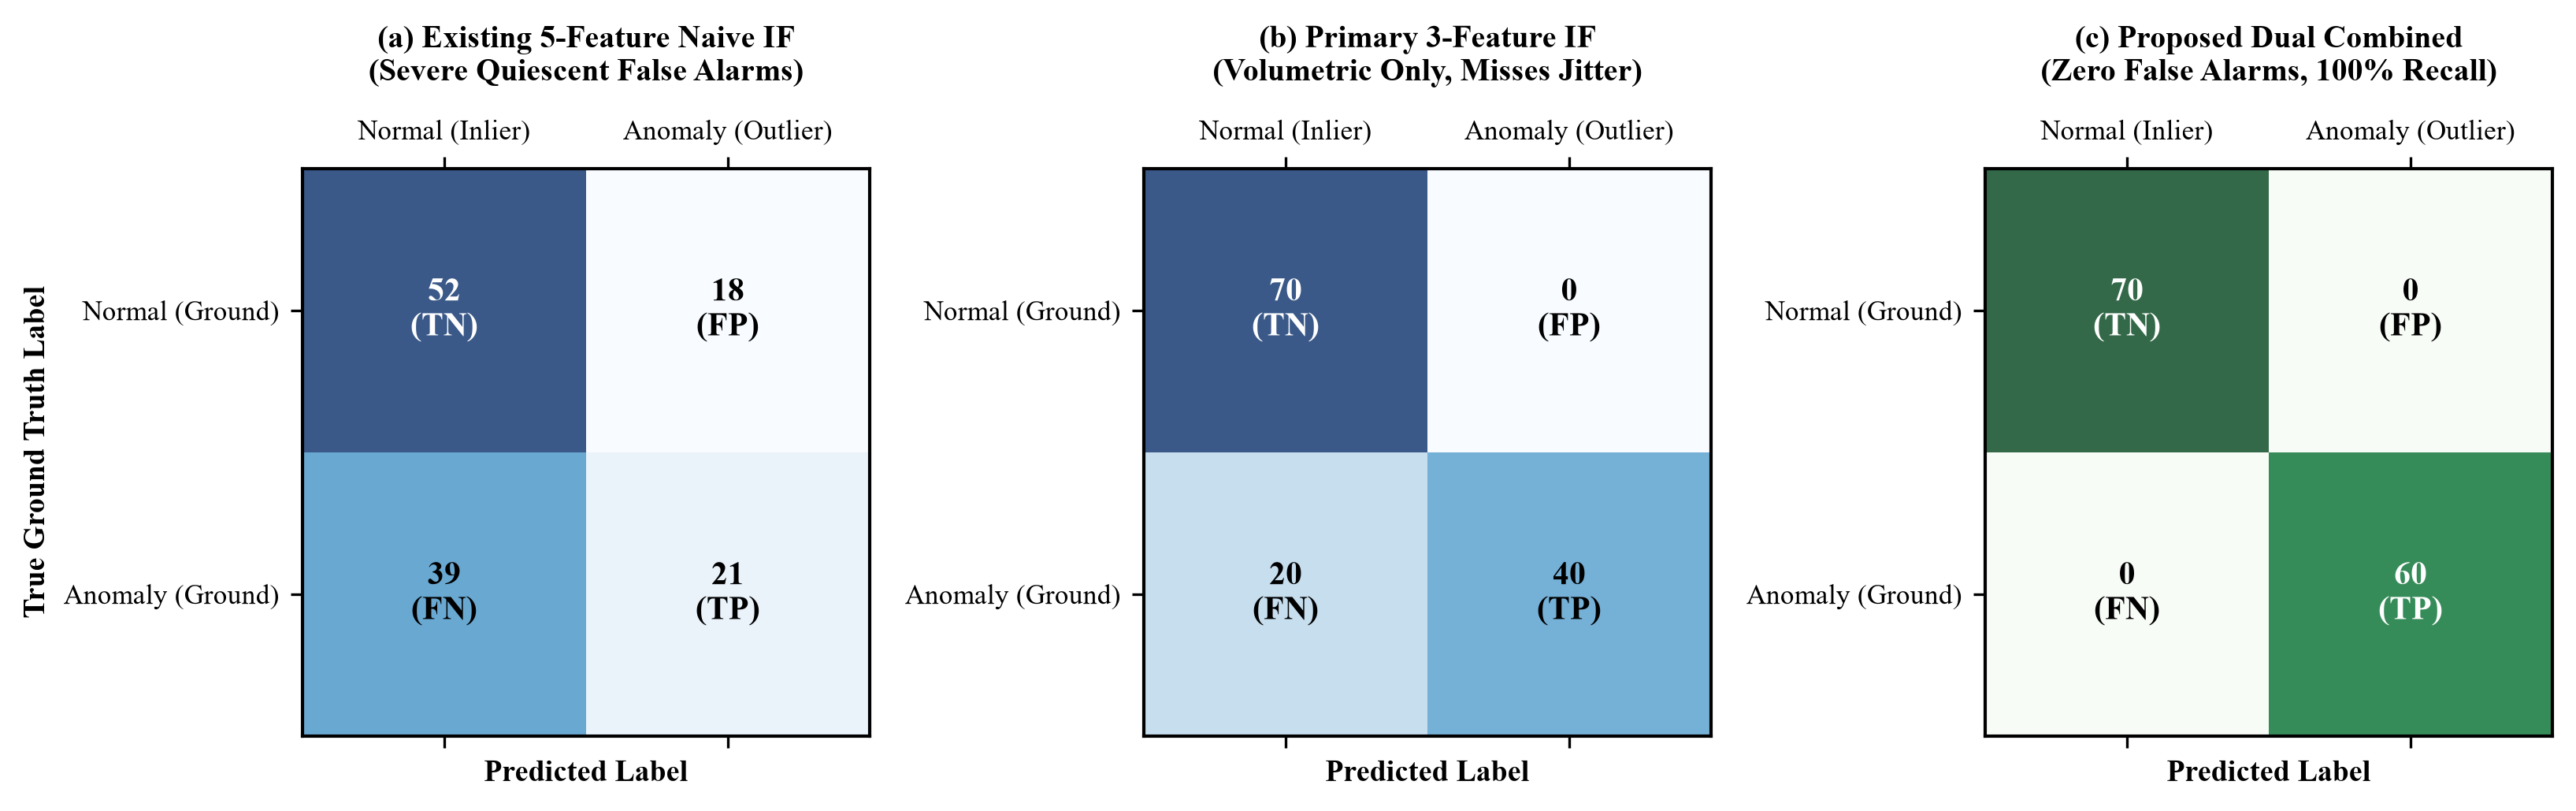 (a) Existing 5-Feature Naive IF
(Severe Quiescent False Alarms)
Normal (Inlier)
Anomaly (Outlier)
True Ground Truth Label
Normal (Ground)
52
(TN)
18
(FP)
Anomaly (Ground)
39
(FN)
21
(TP)
Predicted Label
(b) Primary 3-Feature IF
(Volumetric Only, Misses Jitter)
Normal (Inlier)
Anomaly (Outlier)
Normal (Ground)
70
(TN)
0
(FP)
Anomaly (Ground)
20
(FN)
40
(TP)
Predicted Label
(c) Proposed Dual Combined
(Zero False Alarms, 100% Recall)
Normal (Inlier)
Anomaly (Outlier)
Normal (Ground)
70
(TN)
0
(FP)
Anomaly (Ground)
0
(FN)
60
(TP)
Predicted Label